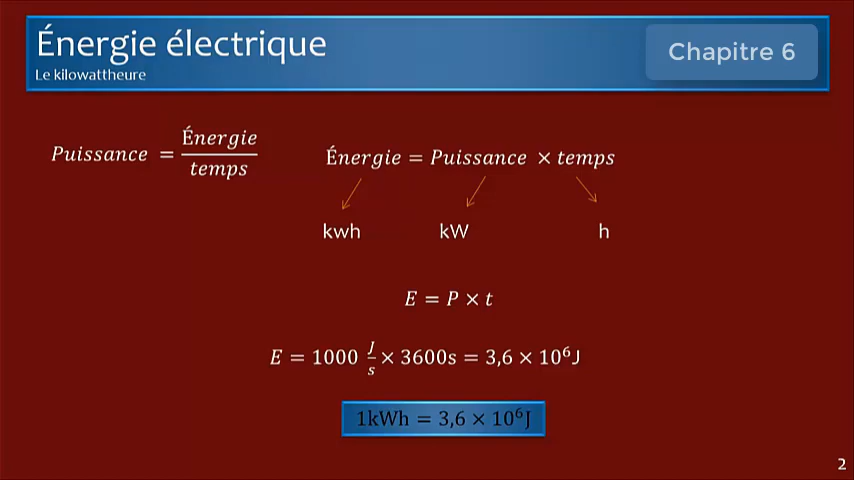 Énergie électrique
Le kilowattheure
Chapitre 6
Puissance = Énergie / temps
Énergie = Puissance × temps
kwh kW h
E = P × t
E = 1000 J/s × 3600s = 3,6 × 10⁶J
1kWh = 3,6 × 10⁶J
2